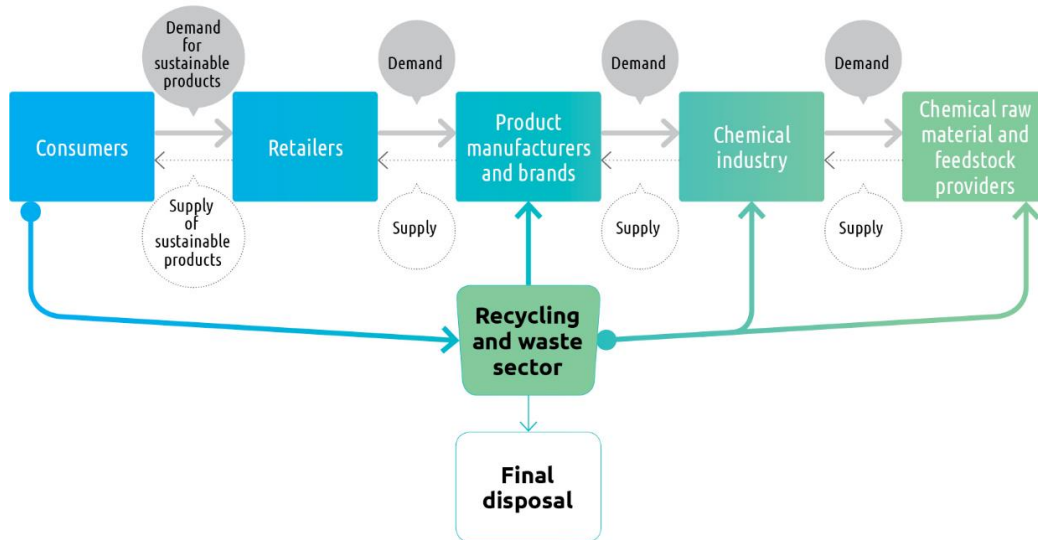 Demand
for
sustainable
products
Demand
Demand
Demand
Consumers
Retailers
Product
manufacturers
and brands
Chemical
industry
Chemical raw
material and
feedstock
providers
Supply
of
sustainable
products
Supply
Supply
Supply
Recycling
and waste
sector
Final
disposal